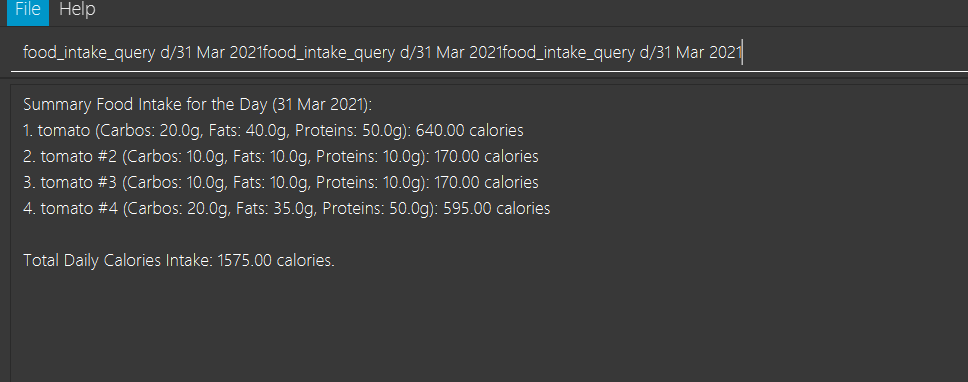 File Help
food_intake_query d/31 Mar 2021food_intake_query d/31 Mar 2021food_intake_query d/31 Mar 2021
Summary Food Intake for the Day (31 Mar 2021):
1. tomato (Carbos: 20.0g, Fats: 40.0g, Proteins: 50.0g): 640.00 calories
2. tomato #2 (Carbos: 10.0g, Fats: 10.0g, Proteins: 10.0g): 170.00 calories
3. tomato #3 (Carbos: 10.0g, Fats: 10.0g, Proteins: 10.0g): 170.00 calories
4. tomato #4 (Carbos: 20.0g, Fats: 35.0g, Proteins: 50.0g): 595.00 calories
Total Daily Calories Intake: 1575.00 calories.